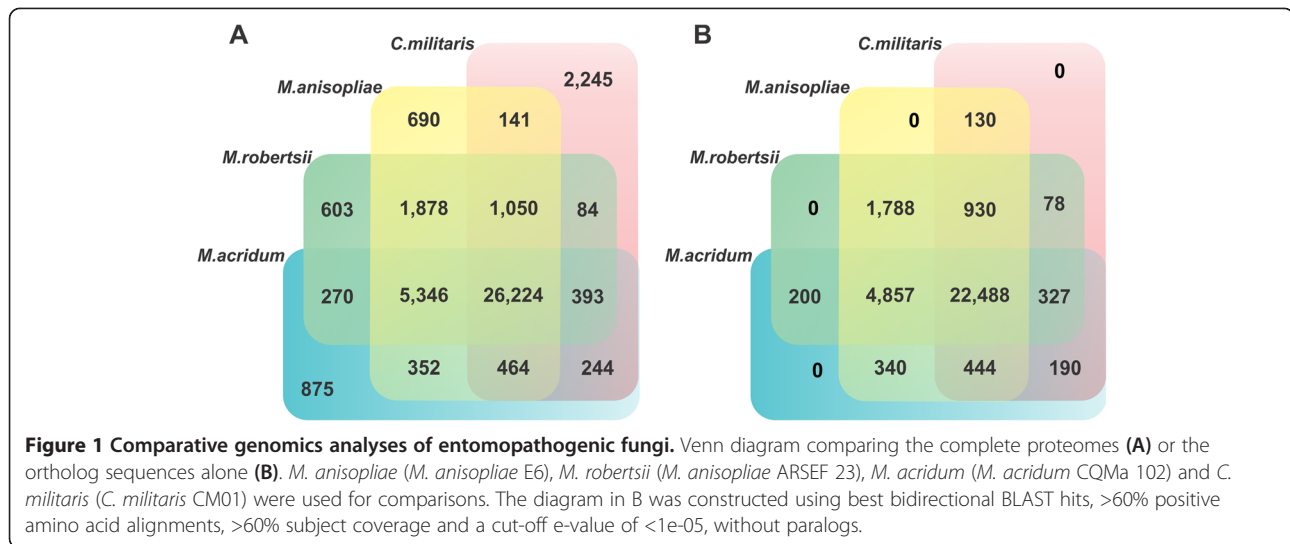 A
B
C.militaris
C.militaris
2,245
0
M.anisopliae
M.anisopliae
690 141
0 130
M.robertsii
M.robertsii
603 1,878 1,050 84
0 1,788 930 78
M.acridum
M.acridum
270 5,346 26,224 393
200 4,857 22,488 327
352 464 244
875
0 340 444 190
Figure 1 Comparative genomics analyses of entomopathogenic fungi. Venn diagram comparing the complete proteomes (A) or the
ortholog sequences alone (B). M. anisopliae (M. anisopliae E6), M. robertsii (M. anisopliae ARSEF 23), M. acridum (M. acridum CQMa 102) and C.
militaris (C. militaris CM01) were used for comparisons. The diagram in B was constructed using best bidirectional BLAST hits, >60% positive
amino acid alignments, >60% subject coverage and a cut-off e-value of <1e-05, without paralogs.